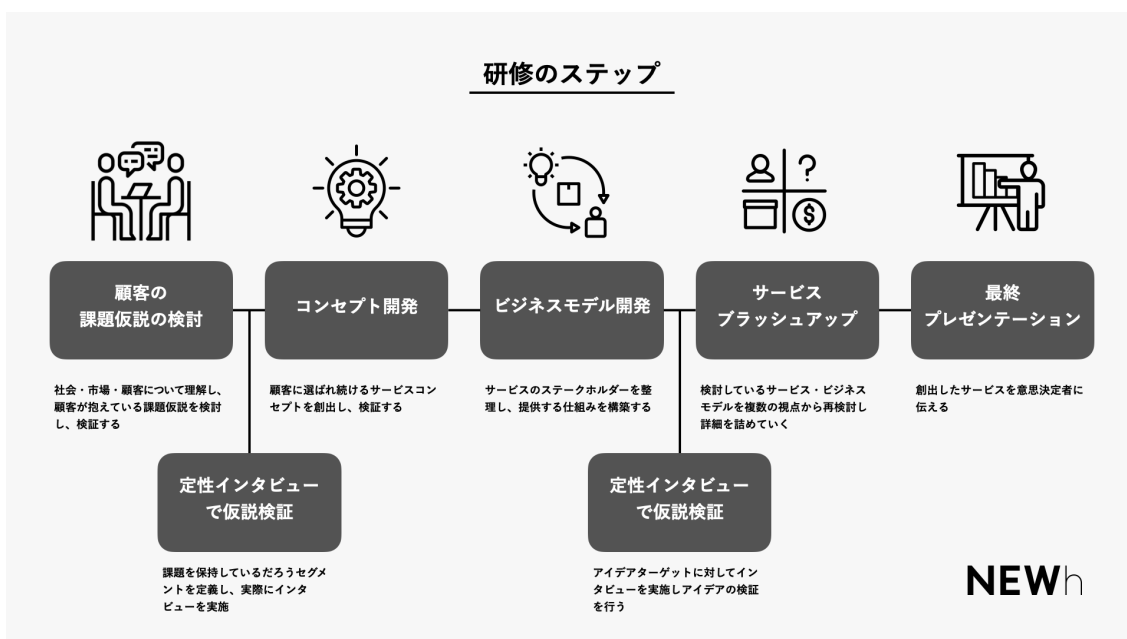 研修のステップ
顧客の
課題仮説の検討
コンセプト開発
ビジネスモデル開発
サービス
ブラッシュアップ
最終
プレゼンテーション
社会・市場・顧客について理解し、
顧客が抱えている課題仮説を検討
し、検証する
顧客に選ばれ続けるサービスコン
セプトを創出し、検証する
サービスのステークホルダーを整
理し、提供する仕組みを構築する
検討しているサービス・ビジネス
モデルを複数の視点から再検討し
詳細を詰めていく
創出したサービスを意思決定者に
伝える
定性インタビュー
で仮説検証
定性インタビュー
で仮説検証
課題を保持しているだろうセグメ
ントを定義し、実際にインタ
ビューを実施
アイデアターゲットに対してイン
タビューを実施しアイデアの検証
を行う
NEWh